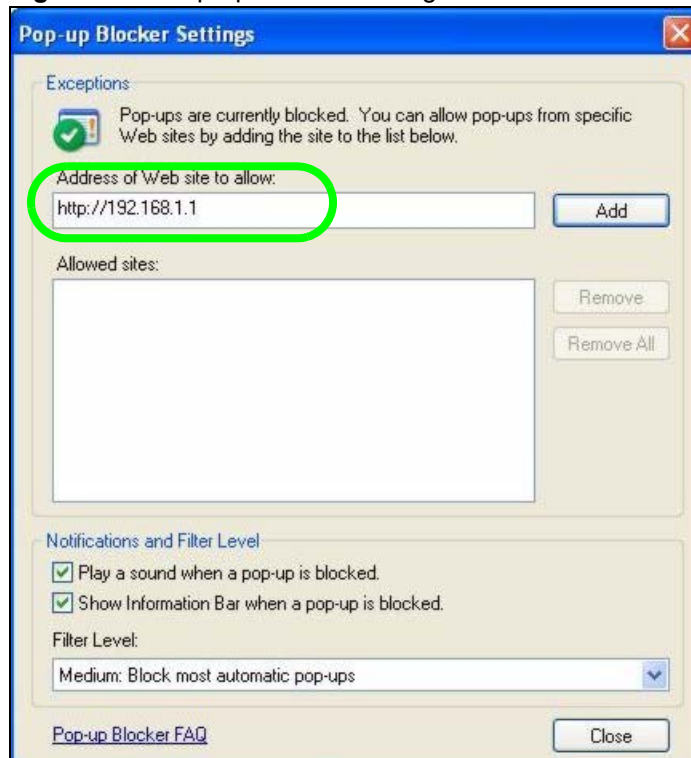 Pop-up Blocker Settings
Exceptions
Pop-ups are currently blocked. You can allow pop-ups from specific
Web sites by adding the site to the list below.
Address of Web site to allow:
http://192.168.1.1
Add
Allowed sites:
Remove
Remove All
Notifications and Filter Level
Play a sound when a pop-up is blocked.
Show Information Bar when a pop-up is blocked.
Filter Level:
Medium: Block most automatic pop-ups
Pop-up Blocker FAQ
Close